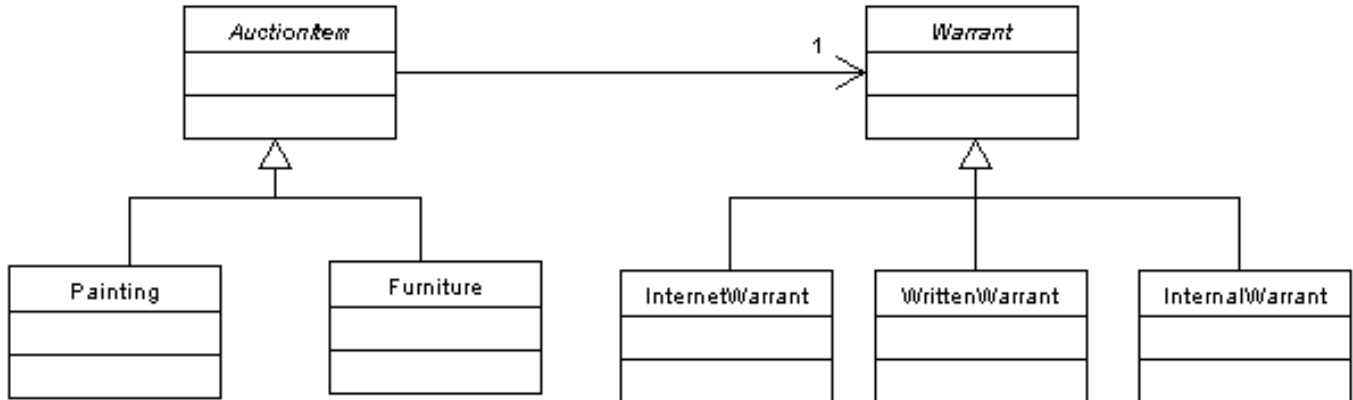 AuctionItem
1
Warrant
Painting
Furniture
InternetWarrant
WrittenWarrant
InternalWarrant